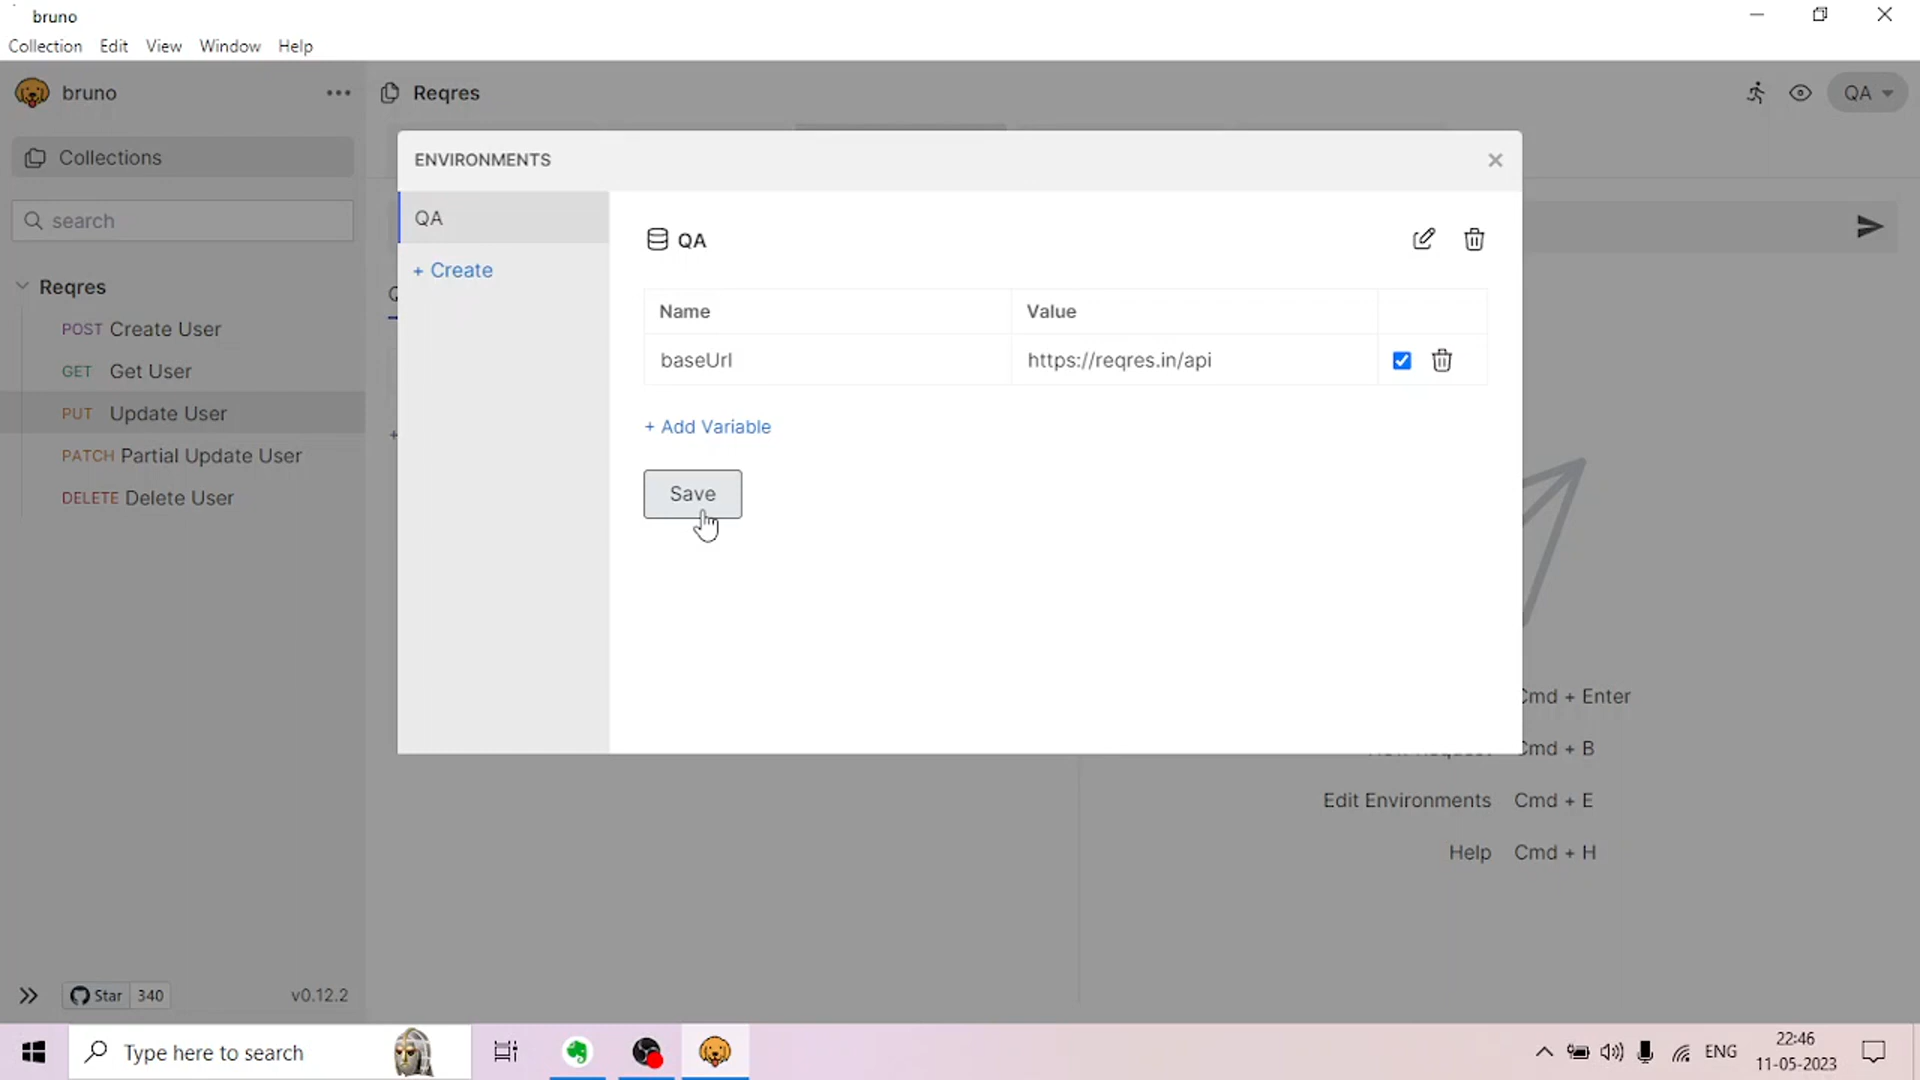 bruno
Collection Edit View Window Help
bruno
Reqres
QA
Collections
search
Reqres
POST Create User
GET Get User
PUT Update User
PATCH Partial Update User
DELETE Delete User
ENVIRONMENTS
QA
+ Create
QA
Name Value
baseUrl https://reqres.in/api
+ Add Variable
Save
Cmd + Enter
Cmd + B
Edit Environments Cmd + E
Help Cmd + H
Star 340 v0.12.2
Type here to search
ENG
22:46
11-05-2023